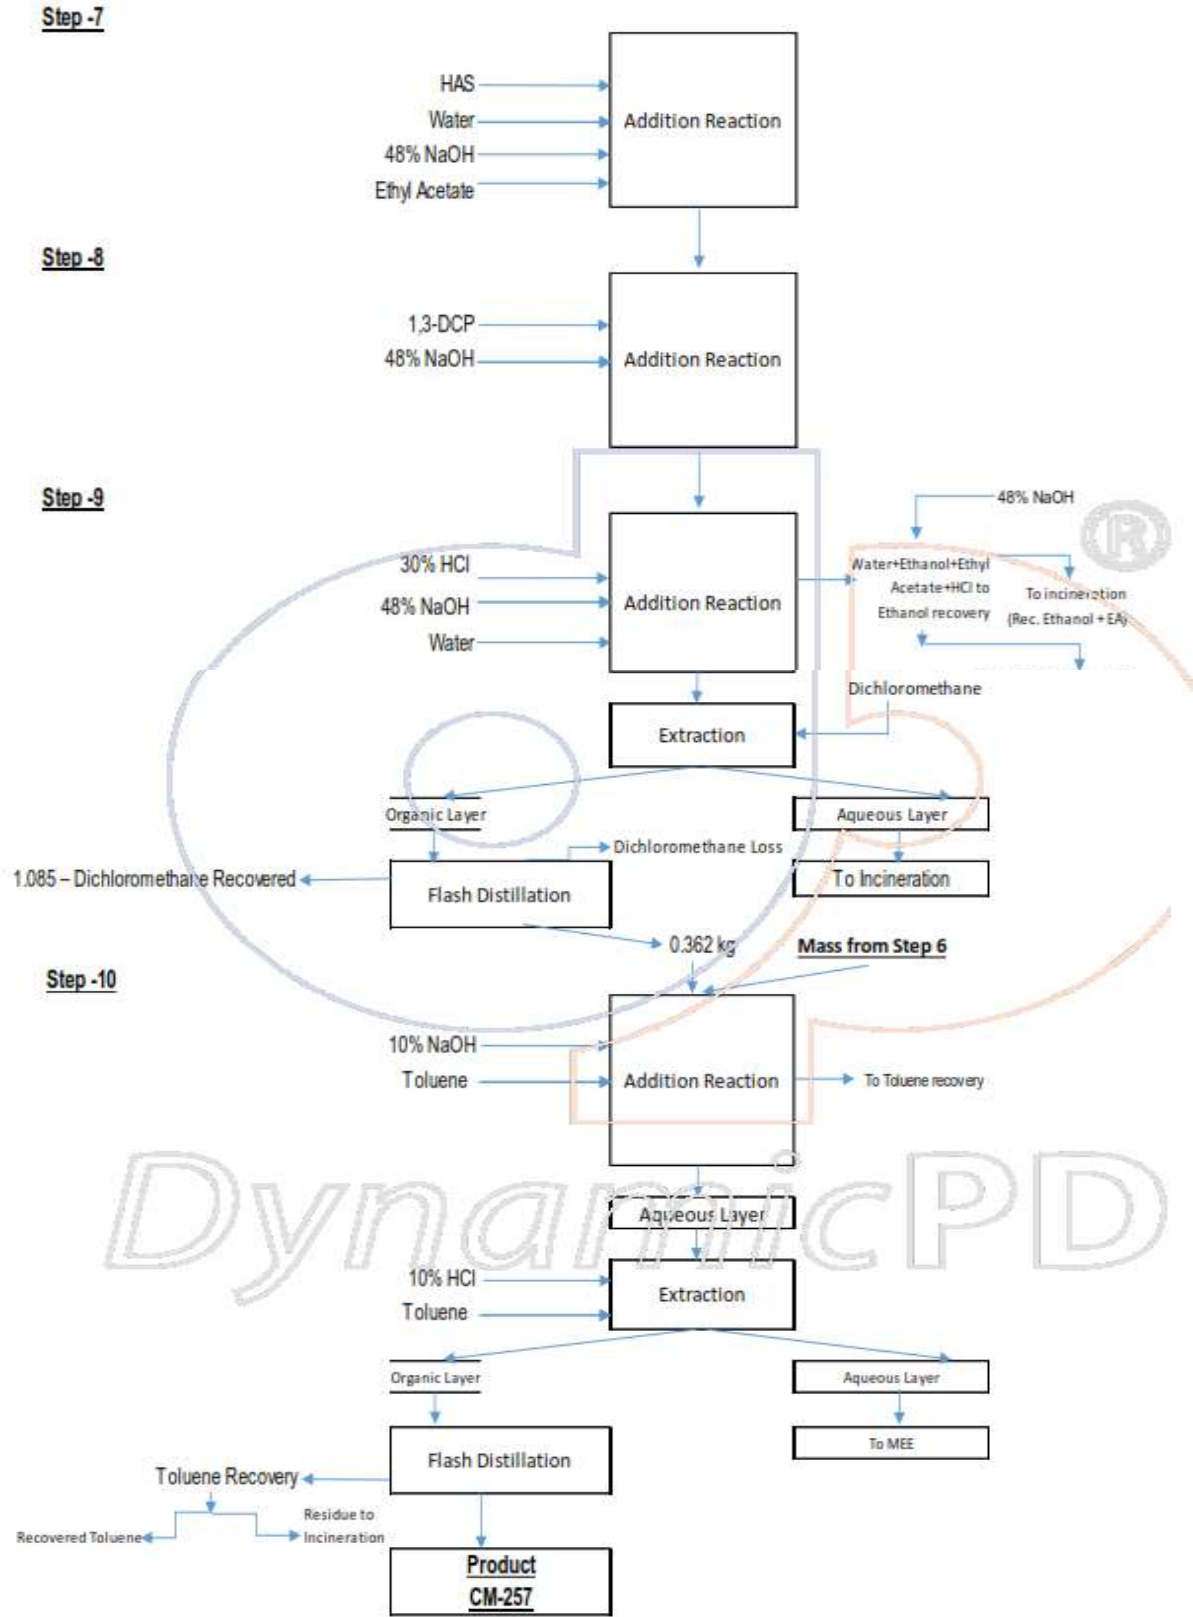 Step -7
HAS
Water
48% NaOH
Ethyl Acetate
Addition Reaction
Step -8
1,3-DCP
48% NaOH
Addition Reaction
Step -9
30% HCl
48% NaOH
Water
Addition Reaction
48% NaOH
Water+Ethanol+Ethyl
Acetate+HCl to
Ethanol recovery
To incineration
(Rec. Ethanol + EA)
Dichloromethane
Extraction
Organic Layer
Aqueous Layer
Dichloromethane Loss
1.085 – Dichloromethane Recovered
Flash Distillation
To Incineration
0.362 kg
Mass from Step 6
Step -10
10% NaOH
Toluene
Addition Reaction
To Toluene recovery
Aqueous Layer
10% HCl
Toluene
Extraction
Organic Layer
Aqueous Layer
Flash Distillation
To MEE
Toluene Recovery
Recovered Toluene
Residue to
Incineration
Product
CM-257
DynamicPD
®